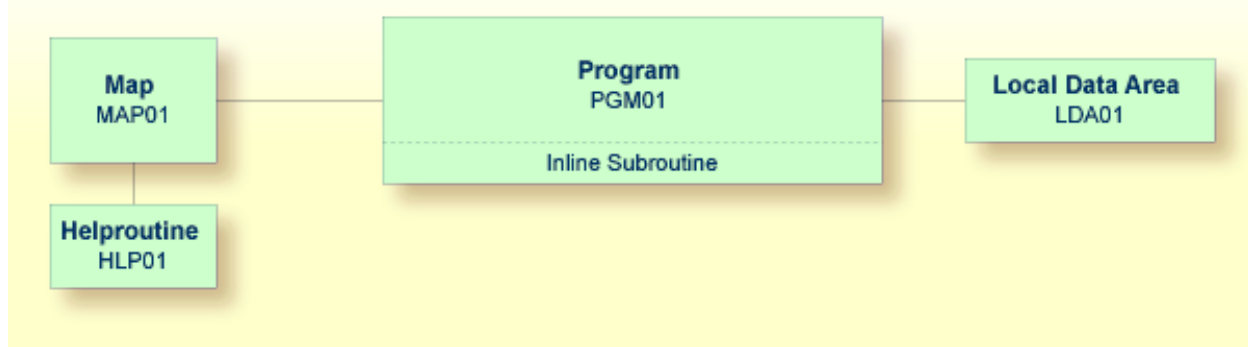 Map
MAP01
Program
PGM01
Inline Subroutine
Local Data Area
LDA01
Helproutine
HLP01